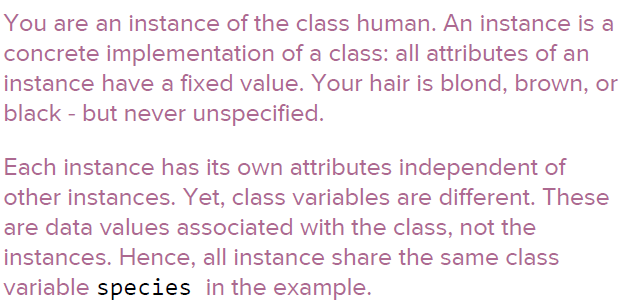 You are an instance of the class human. An instance is a
concrete implementation of a class: all attributes of an
instance have a fixed value. Your hair is blond, brown, or
black - but never unspecified.
Each instance has its own attributes independent of
other instances. Yet, class variables are different. These
are data values associated with the class, not the
instances. Hence, all instance share the same class
variable species in the example.